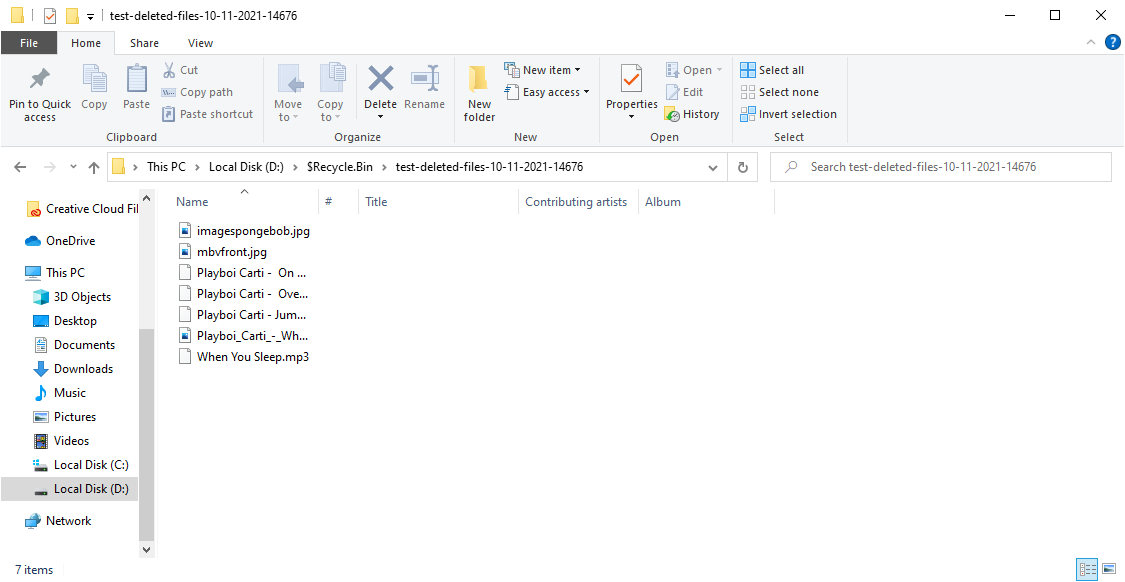 test-deleted-files-10-11-2021-14676
File Home Share View
Pin to Quick access
Copy
Paste
Cut
Copy path
Paste shortcut
Clipboard
Move to
Copy to
Delete
Rename
Organize
New folder
New item
Easy access
New
Properties
Open
Edit
History
Open
Select all
Select none
Invert selection
Select
This PC > Local Disk (D:) > $Recycle.Bin > test-deleted-files-10-11-2021-14676
Search test-deleted-files-10-11-2021-14676
Creative Cloud Fil
OneDrive
This PC
3D Objects
Desktop
Documents
Downloads
Music
Pictures
Videos
Local Disk (C:)
Local Disk (D:)
Network
Name # Title Contributing artists Album
imagespongebob.jpg
mbvfront.jpg
Playboi Carti -  On ...
Playboi Carti -  Ove...
Playboi Carti - Jum...
Playboi_Carti_-_Wh...
When You Sleep.mp3
7 items